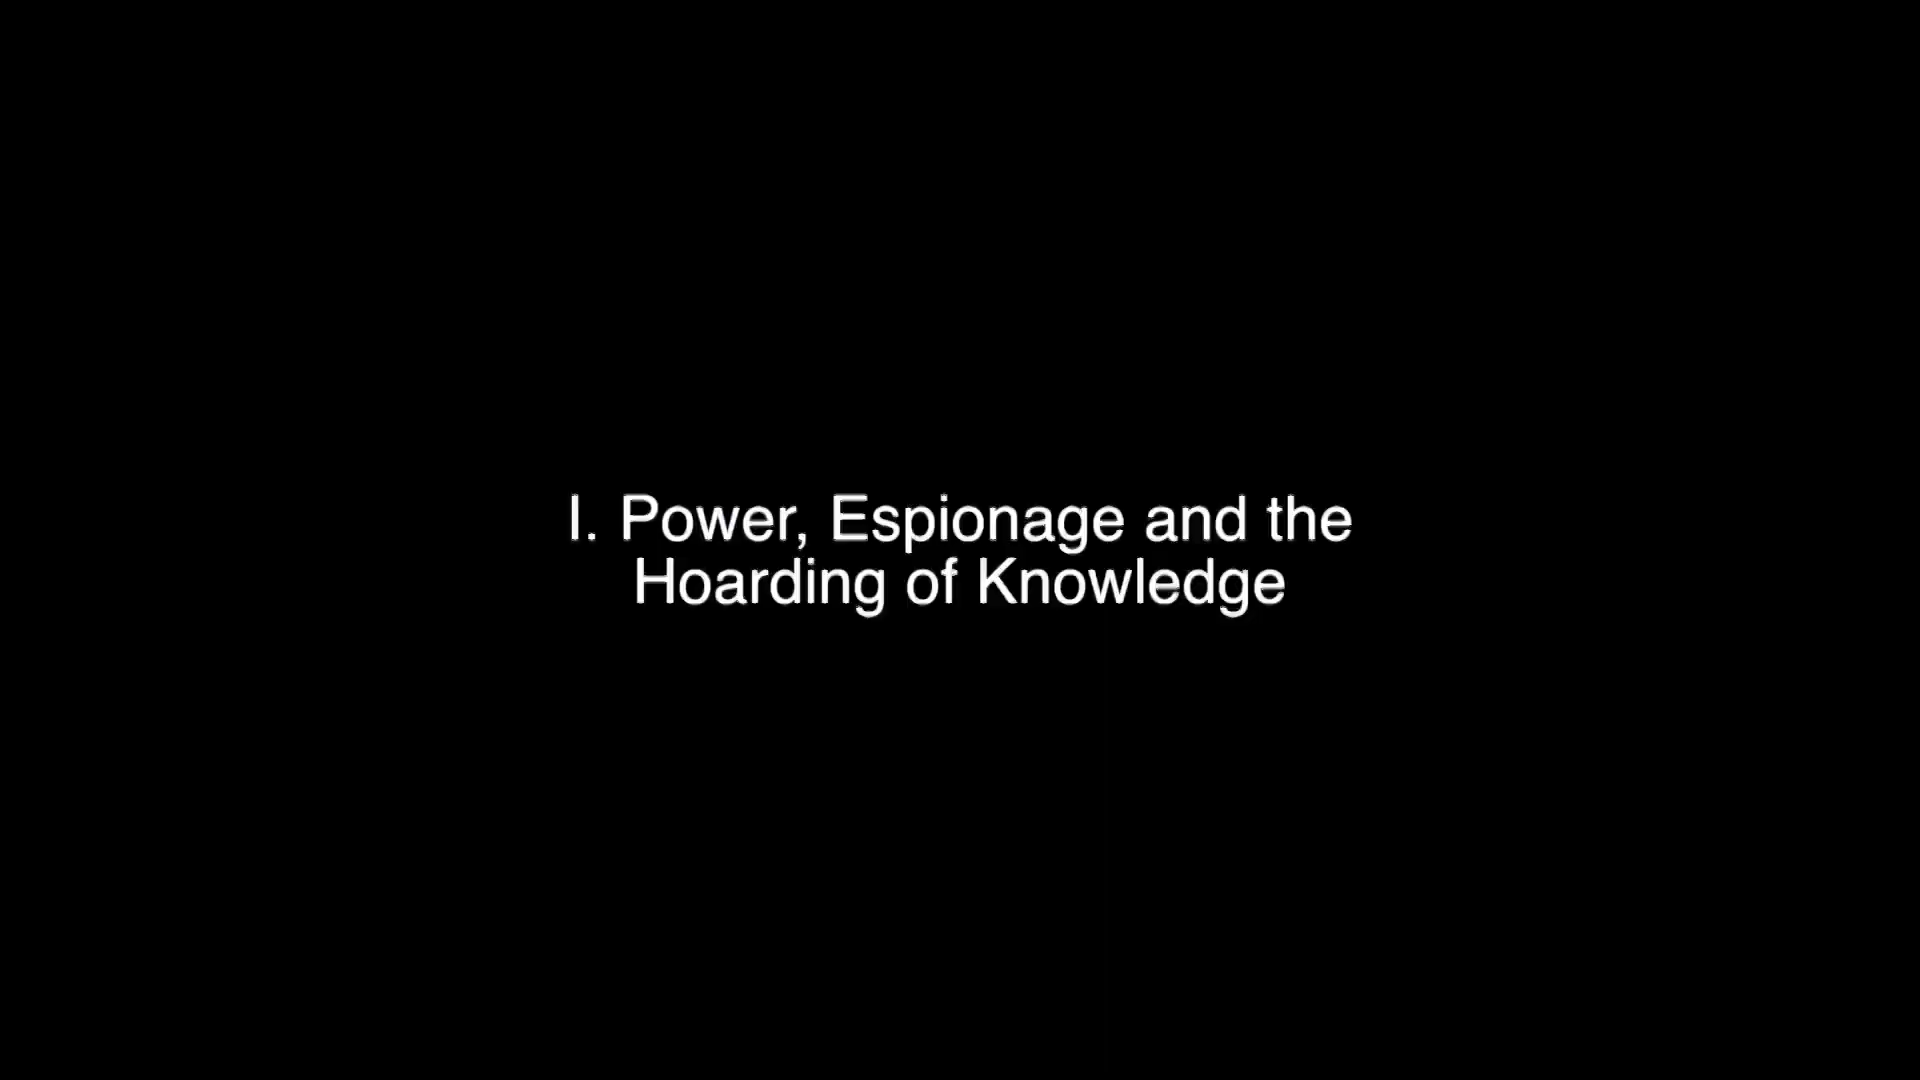 I. Power, Espionage and the
Hoarding of Knowledge